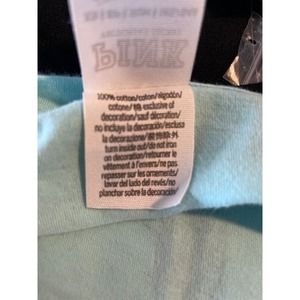 PINK
100% cotton/coton/algodón/
棉 exclusive of
decoration/sauf décoration/
no incluye la decoración/esclusa
la decorazione/
turn inside out/do not iron
on decoration/retourner le
vêtement à l'envers/ne pas
repasser sur les ornements/
lavar del lado del revés/no
planchar sobre la decoración/